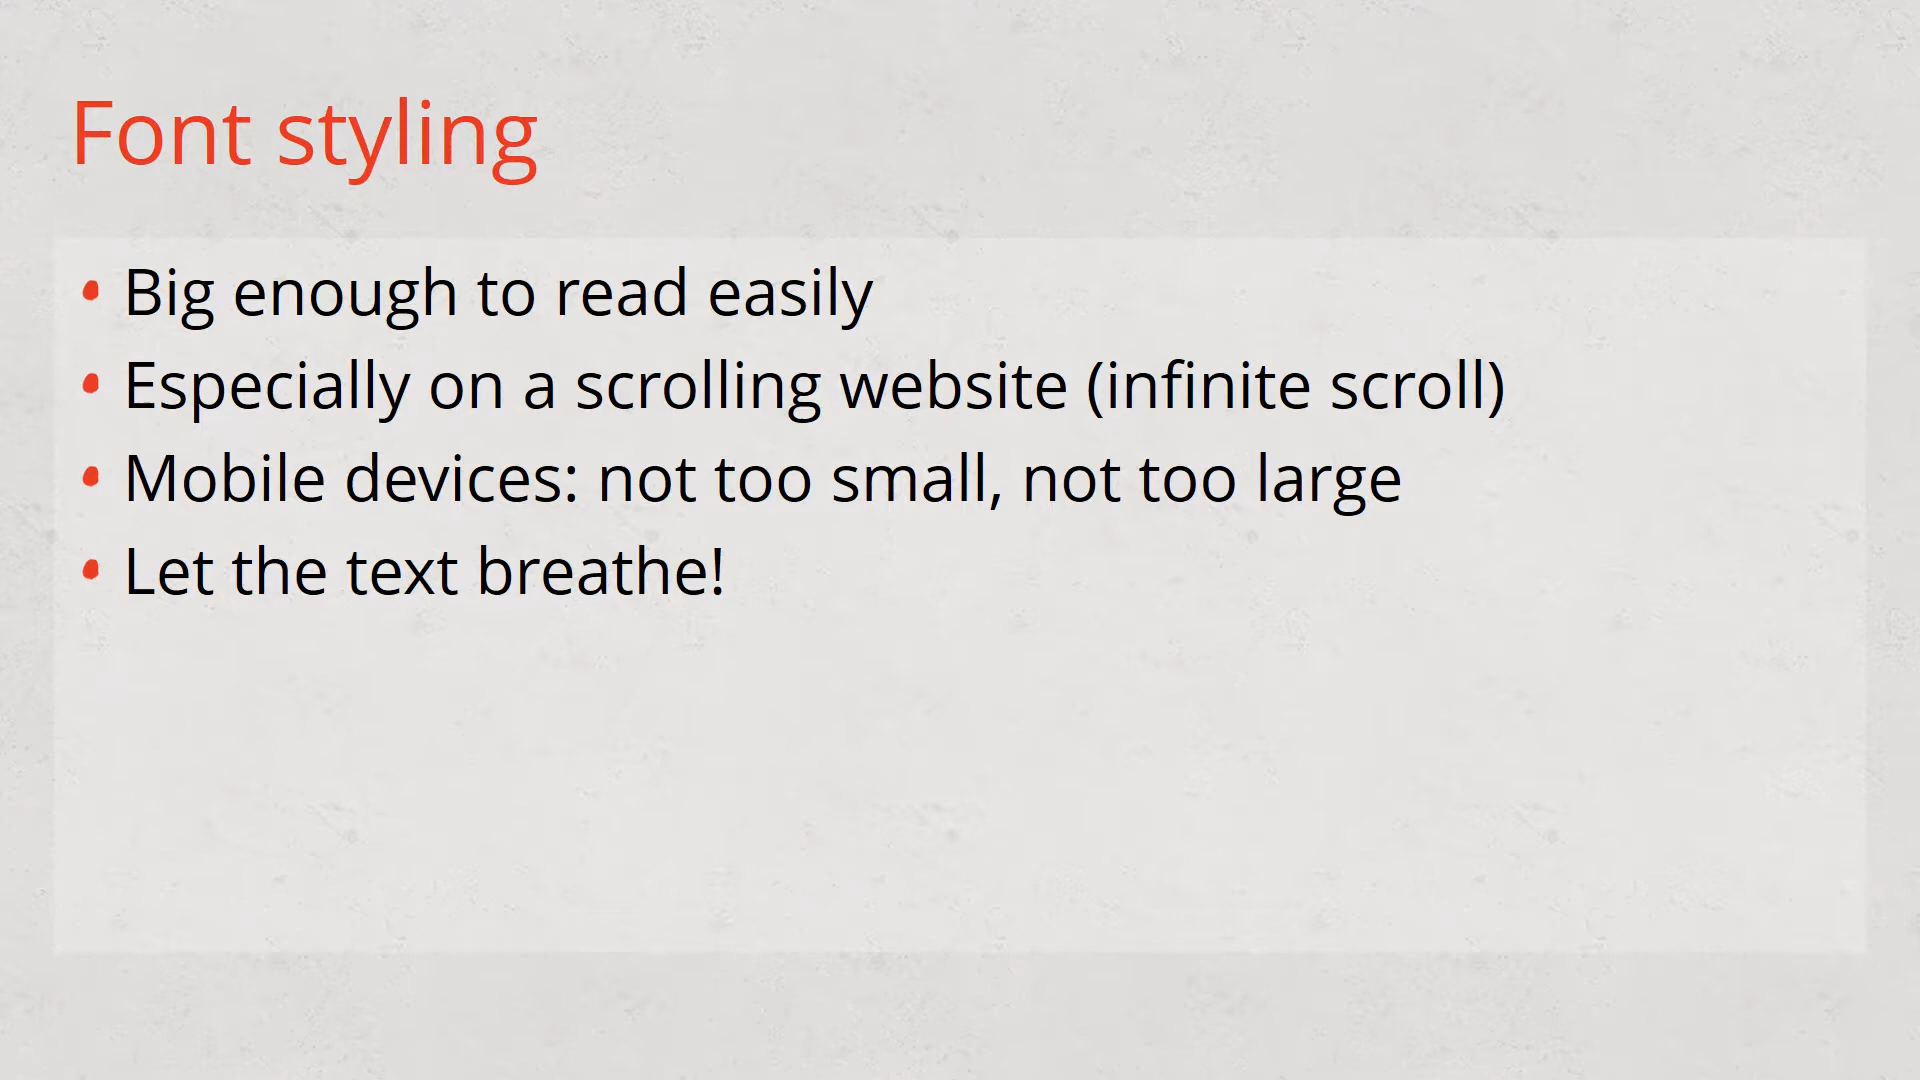 Font styling
• Big enough to read easily
• Especially on a scrolling website (infinite scroll)
• Mobile devices: not too small, not too large
• Let the text breathe!